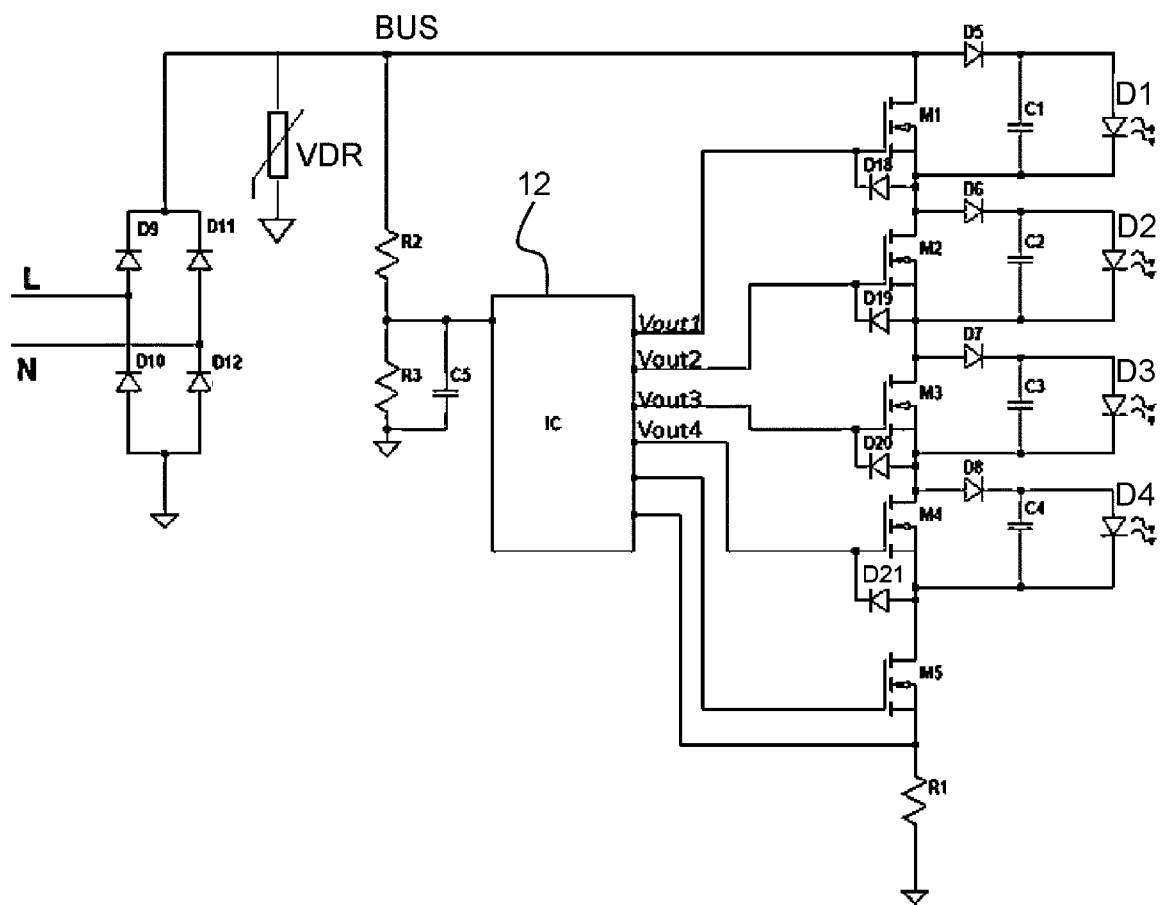 BUS
D5
D1
M1
C1
VDR
D18
12
D9
D11
D6
D2
R2
M2
C2
L
D19
Vout1
D7
N
D10
D12
Vout2
D3
R3
C5
M3
C3
Vout3
IC
Vout4
D20
D8
D4
M4
C4
D21
M5
R1